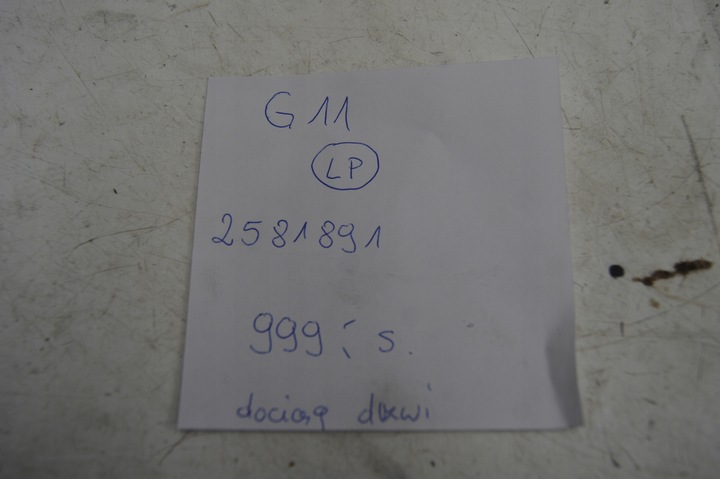 G11
LP
2581891
999; s.
dociąg drzwi